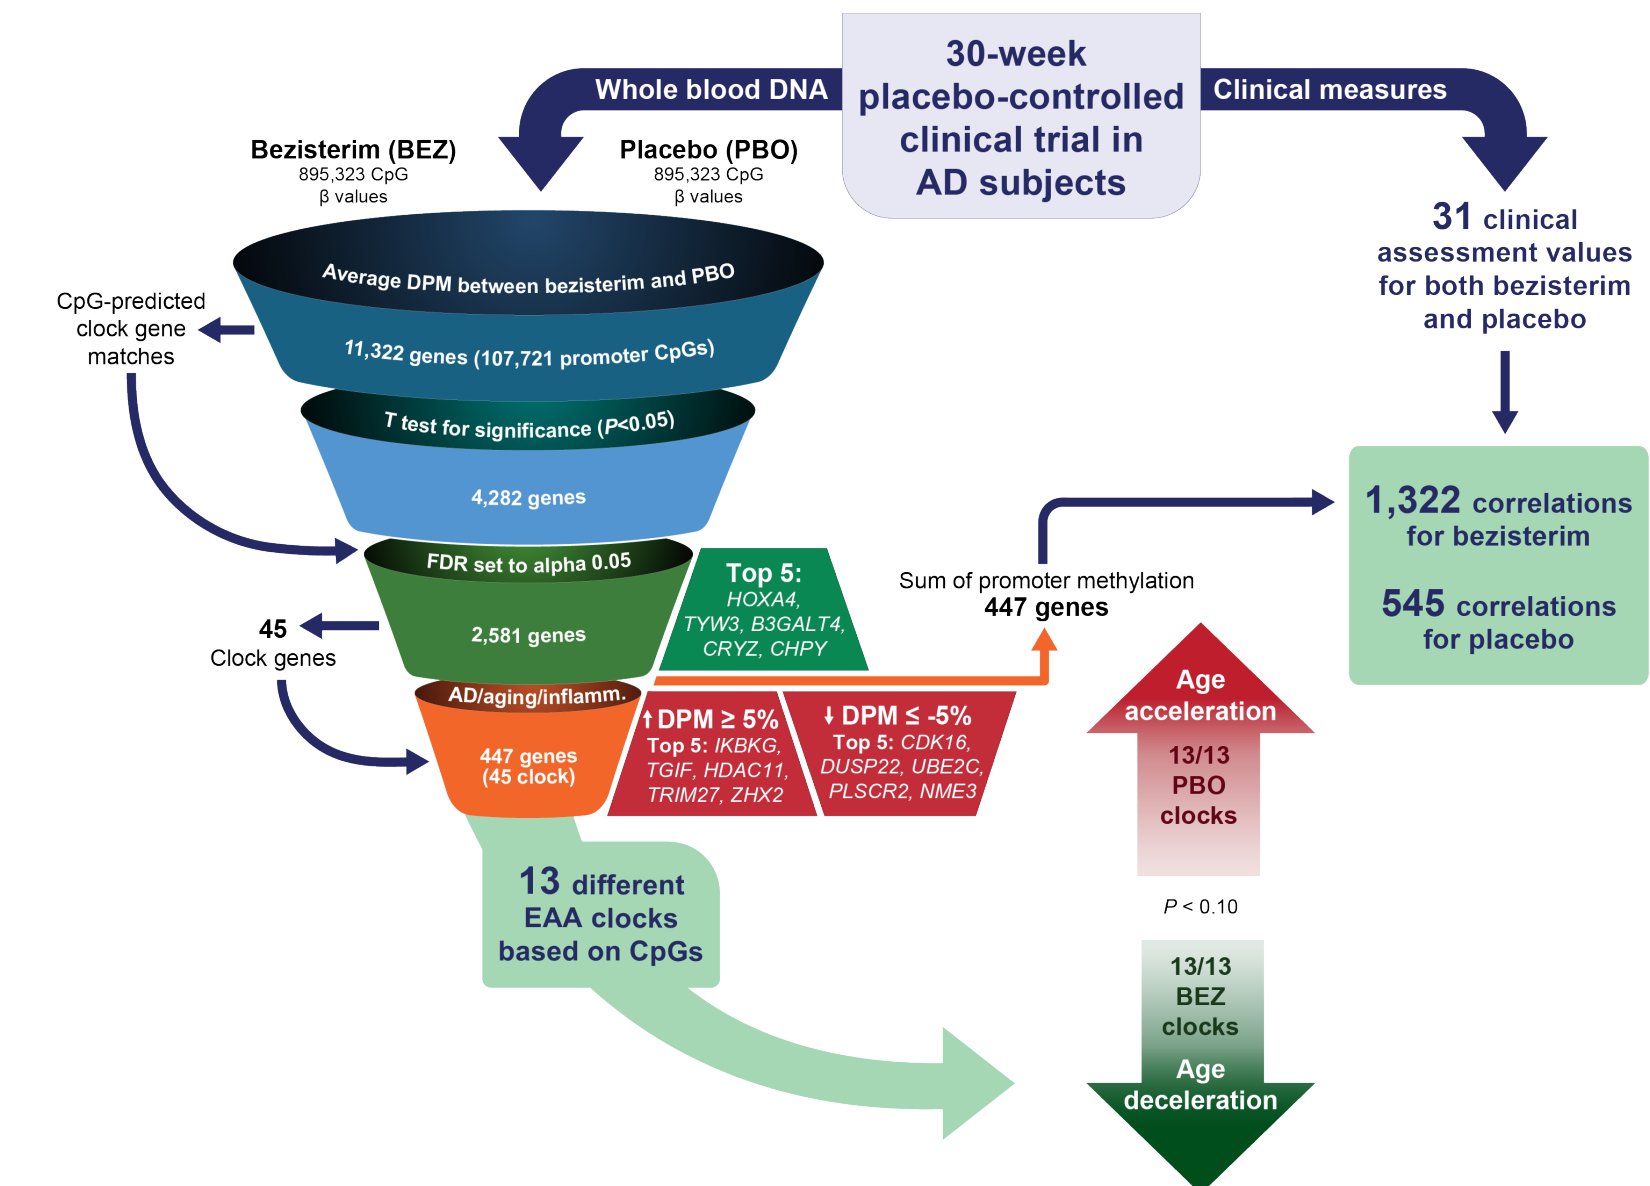 30-week
placebo-controlled
clinical trial in
AD subjects
Whole blood DNA
Clinical measures
Bezisterim (BEZ)
895,323 CpG
β values
Placebo (PBO)
895,323 CpG
β values
Average DPM between bezisterim and PBO
11,322 genes (107,721 promoter CpGs)
CpG-predicted
clock gene
matches
T test for significance (P<0.05)
4,282 genes
FDR set to alpha 0.05
2,581 genes
45
Clock genes
AD/aging/inflamm.
447 genes
(45 clock)
Top 5:
HOXA4,
TYW3, B3GALT4,
CRYZ, CHPY
↑ DPM ≥ 5%
Top 5: IKBKG,
TGIF, HDAC11,
TRIM27, ZHX2
↓ DPM ≤ -5%
Top 5: CDK16,
DUSP22, UBE2C,
PLSCR2, NME3
Sum of promoter methylation
447 genes
31 clinical
assessment values
for both bezisterim
and placebo
1,322 correlations
for bezisterim
545 correlations
for placebo
13 different
EAA clocks
based on CpGs
Age
acceleration
13/13
PBO
clocks
P < 0.10
13/13
BEZ
clocks
Age
deceleration